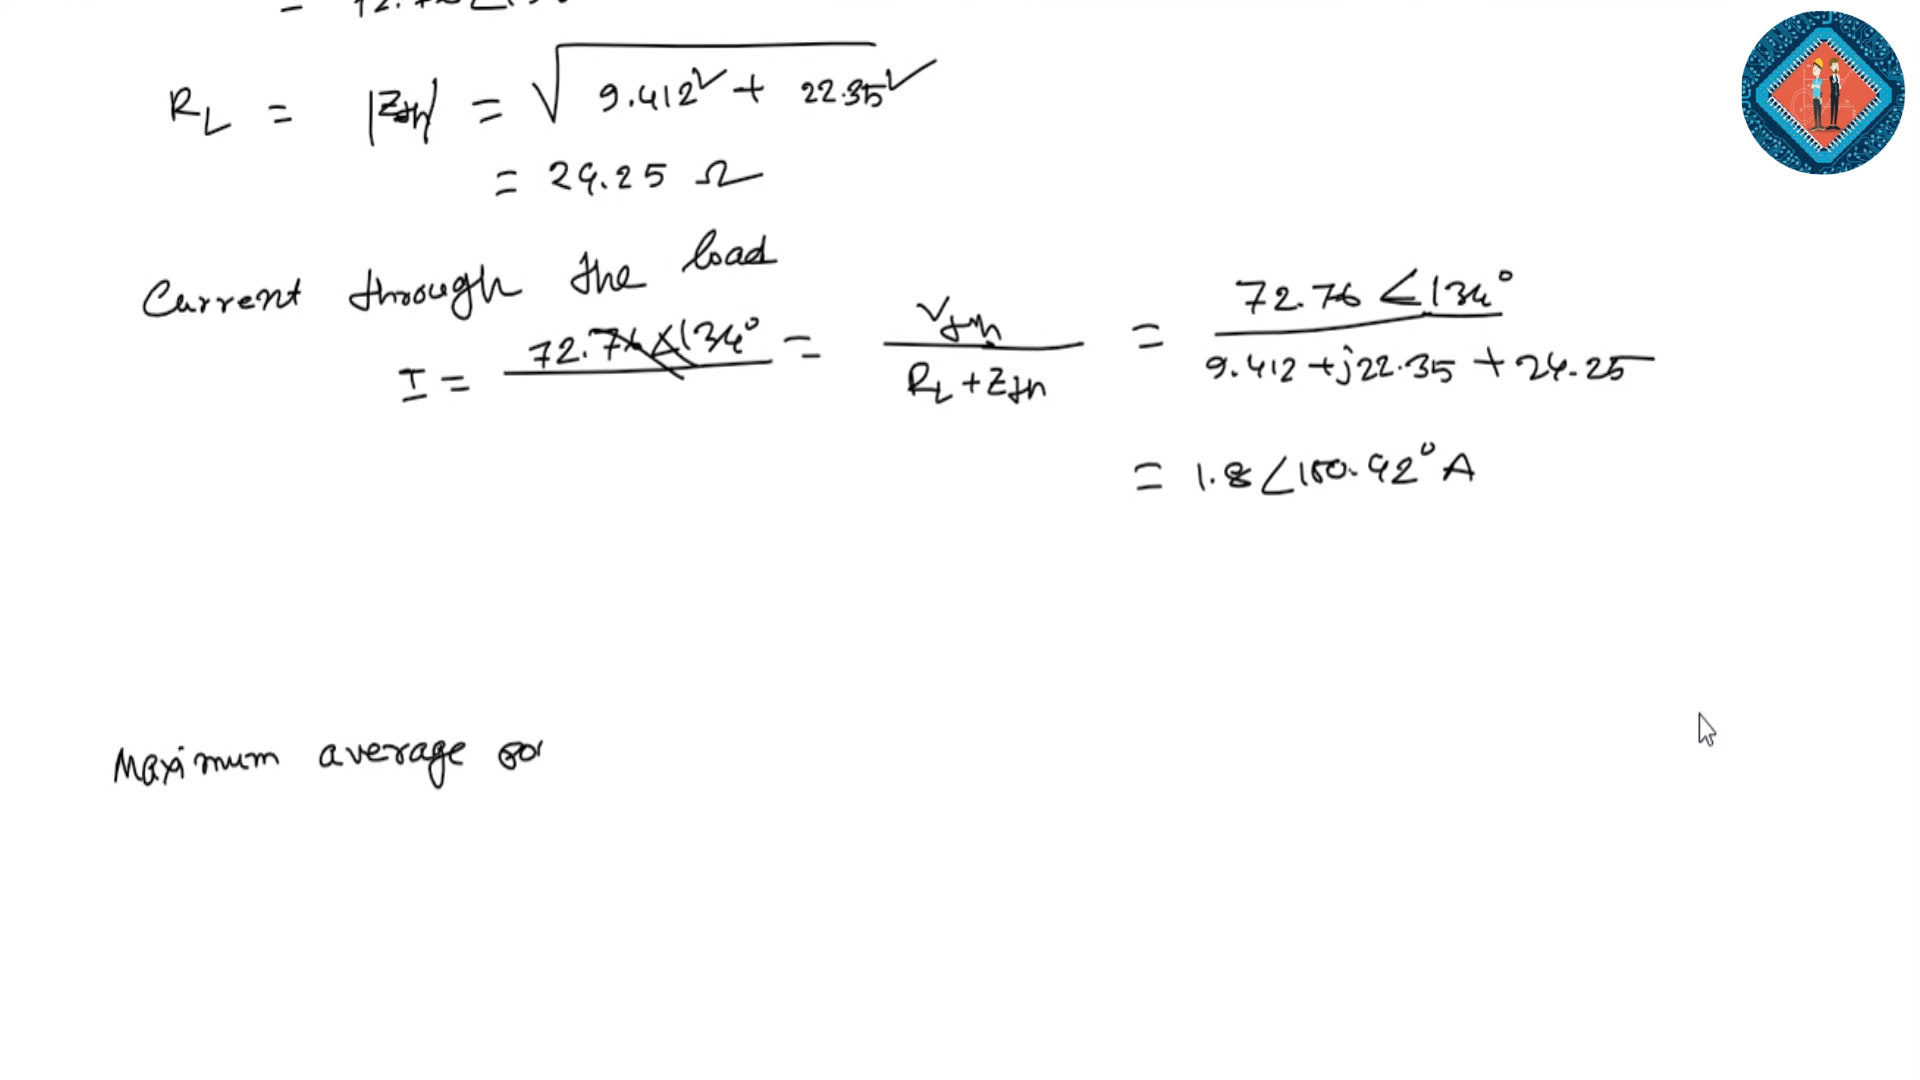 R_L = |Z_th| = √(9.412² + 22.35²)
= 24.25 Ω
Current through the load
I = 72.76∠134° = V_th / (R_L + Z_th) = 72.76∠134° / (9.412 + j22.35 + 24.25)
= 1.8∠100.42° A
Maximum average